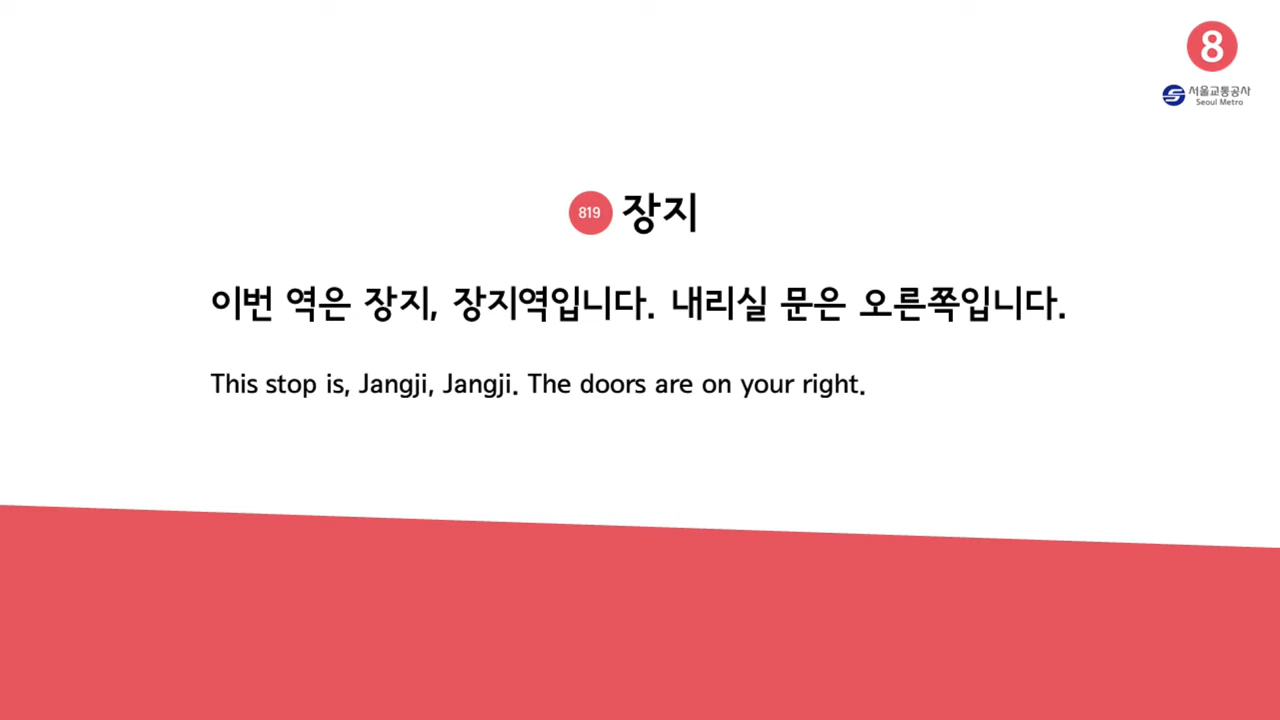 8
서울교통공사
Seoul Metro
819 장지
이번 역은 장지, 장지역입니다. 내리실 문은 오른쪽입니다.
This stop is, Jangji, Jangji. The doors are on your right.